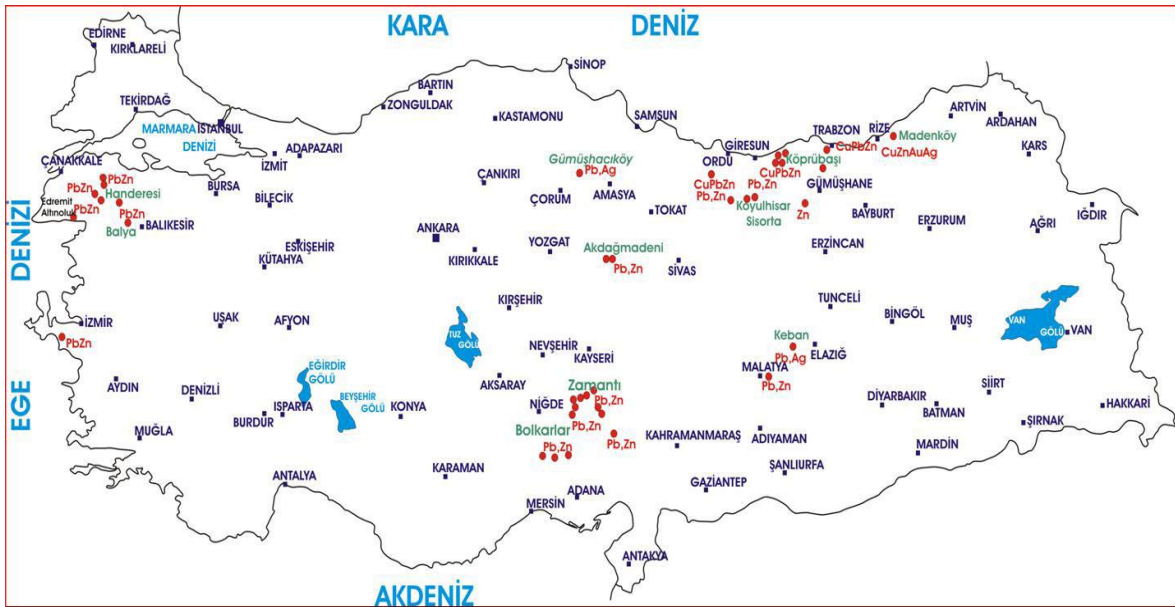 KARA DENİZ
EDİRNE
KIRKLARELİ
SİNOP
BARTIN
ZONGULDAK
TEKİRDAĞ
KASTAMONU
SAMSUN
ARTVİN
ARDAHAN
MARMARA
DENİZİ
İSTANBUL
ADAPAZARI
İZMİT
GİRESUN
ORDU
TRABZON
RİZE
Madenköy
CuPbZn
CuZnAuAg
KARS
ÇANAKKALE
Gümüşhacıköy
Pb,Ag
Köprübaşı
CuPbZn
CuPbZn
Pb,Zn
Pb,Zn
PbZn
PbZn
Handeresi
PbZn
PbZn
Edremit
Altınoluk
Balya
BALIKESİR
BURSA
BİLECİK
ÇANKIRI
ÇORUM
AMASYA
TOKAT
Koyulhisar
Sisorta
Zn
GÜMÜŞHANE
BAYBURT
ERZURUM
AĞRI
IĞDIR
EGE DENİZİ
ESKİŞEHİR
KÜTAHYA
ANKARA
KIRIKKALE
YOZGAT
Akdağmadeni
Pb,Zn
SİVAS
ERZİNCAN
İZMİR
PbZn
UŞAK
AFYON
KIRŞEHİR
TUZ
GÖLÜ
NEVŞEHİR
KAYSERİ
TUNCELİ
BİNGÖL
MUŞ
VAN
GÖLÜ
VAN
Keban
Pb,Ag
ELAZIĞ
MALATYA
Pb,Zn
AYDIN
DENİZLİ
EĞİRDİR
GÖLÜ
BEYŞEHİR
GÖLÜ
BURDUR
ISPARTA
KONYA
AKSARAY
NİĞDE
Zamantı
Pb,Zn
Pb,Zn
Bolkarlar
Pb,Zn
Pb,Zn
DİYARBAKIR
BATMAN
SİİRT
HAKKARİ
ŞIRNAK
MARDİN
MUĞLA
KAHRAMANMARAŞ
ADIYAMAN
ŞANLIURFA
GAZİANTEP
ANTALYA
KARAMAN
MERSİN
ADANA
ANTAKYA
AKDENİZ